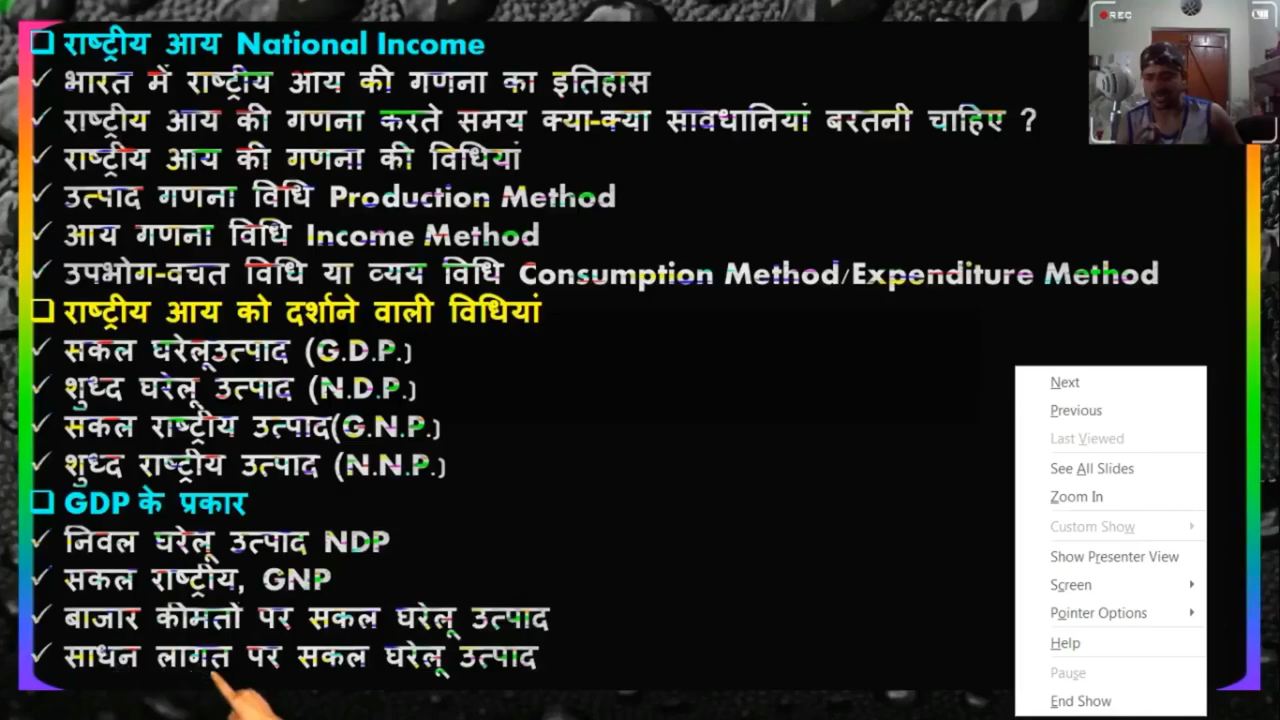 राष्ट्रीय आय National Income
भारत में राष्ट्रीय आय की गणना का इतिहास
राष्ट्रीय आय की गणना करते समय क्या-क्या सावधानियां बरतनी चाहिए ?
राष्ट्रीय आय की गणना की विधियां
उत्पाद गणना विधि Production Method
आय गणना विधि Income Method
उपभोग-वचत विधि या व्यय विधि Consumption Method/Expenditure Method
राष्ट्रीय आय को दर्शाने वाली विधियां
सकल घरेलूउत्पाद (G.D.P.)
शुध्द घरेलू उत्पाद (N.D.P.)
सकल राष्ट्रीय उत्पाद(G.N.P.)
शुध्द राष्ट्रीय उत्पाद (N.N.P.)
GDP के प्रकार
निवल घरेलू उत्पाद NDP
सकल राष्ट्रीय, GNP
बाजार कीमतों पर सकल घरेलू उत्पाद
साधन लागत पर सकल घरेलू उत्पाद
REC
Next
Previous
Last Viewed
See All Slides
Zoom In
Custom Show
Show Presenter View
Screen
Pointer Options
Help
Pause
End Show